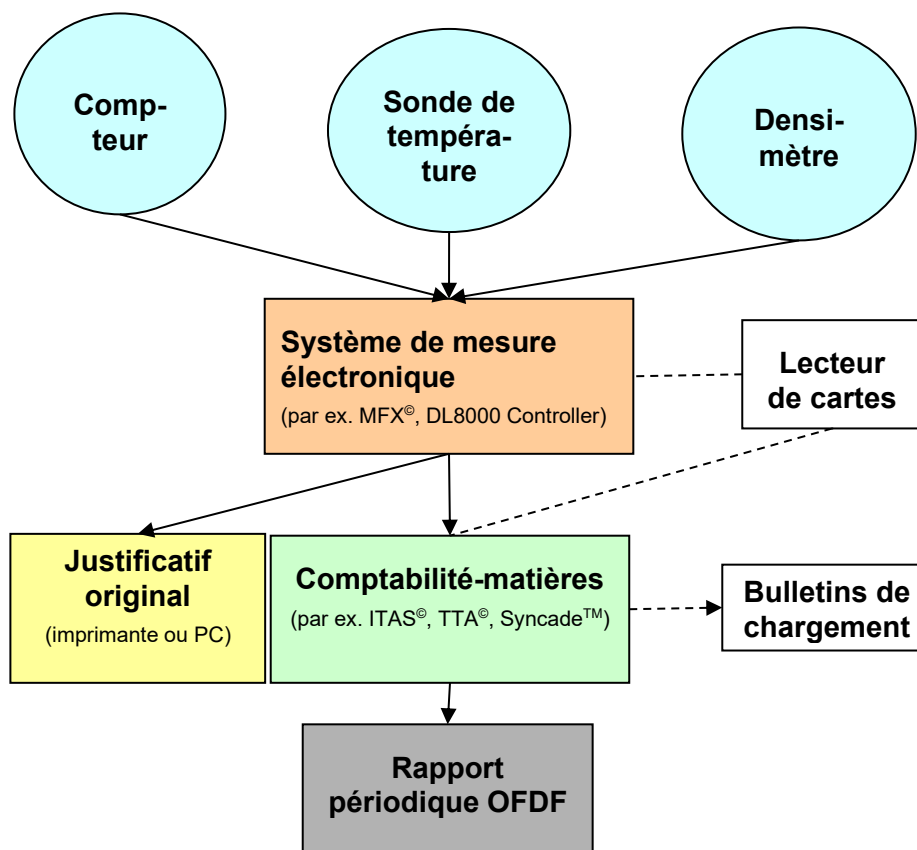 Comp-
teur
Sonde de
tempéra-
ture
Densi-
mètre
Système de mesure
électronique
(par ex. MFX©, DL8000 Controller)
Lecteur
de cartes
Justificatif
original
(imprimante ou PC)
Comptabilité-matières
(par ex. ITAS©, TTA©, Syncade™)
Bulletins de
chargement
Rapport
périodique OFDF